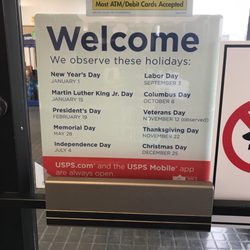 Most ATM/Debit Cards Accepted
Welcome
We observe these holidays:
New Year's Day
JANUARY 1
Martin Luther King Jr. Day
JANUARY 15
President's Day
FEBRUARY 19
Memorial Day
MAY 28
Independence Day
JULY 4
Labor Day
SEPTEMBER 3
Columbus Day
OCTOBER 8
Veterans Day
NOVEMBER 12 (observed)
Thanksgiving Day
NOVEMBER 22
Christmas Day
DECEMBER 25
USPS.com® and the USPS Mobile® app
are always open.